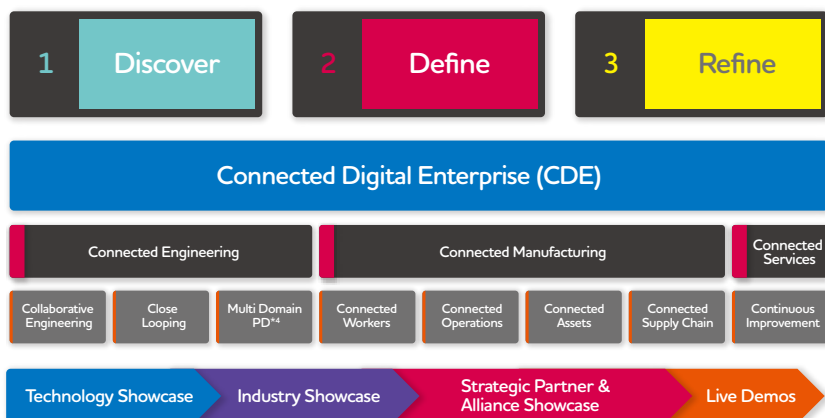 1 Discover
2 Define
3 Refine
Connected Digital Enterprise (CDE)
Connected Engineering
Connected Manufacturing
Connected
Services
Collaborative
Engineering
Close
Looping
Multi Domain
PD*4
Connected
Workers
Connected
Operations
Connected
Assets
Connected
Supply Chain
Continuous
Improvement
Technology Showcase
Industry Showcase
Strategic Partner &
Alliance Showcase
Live Demos